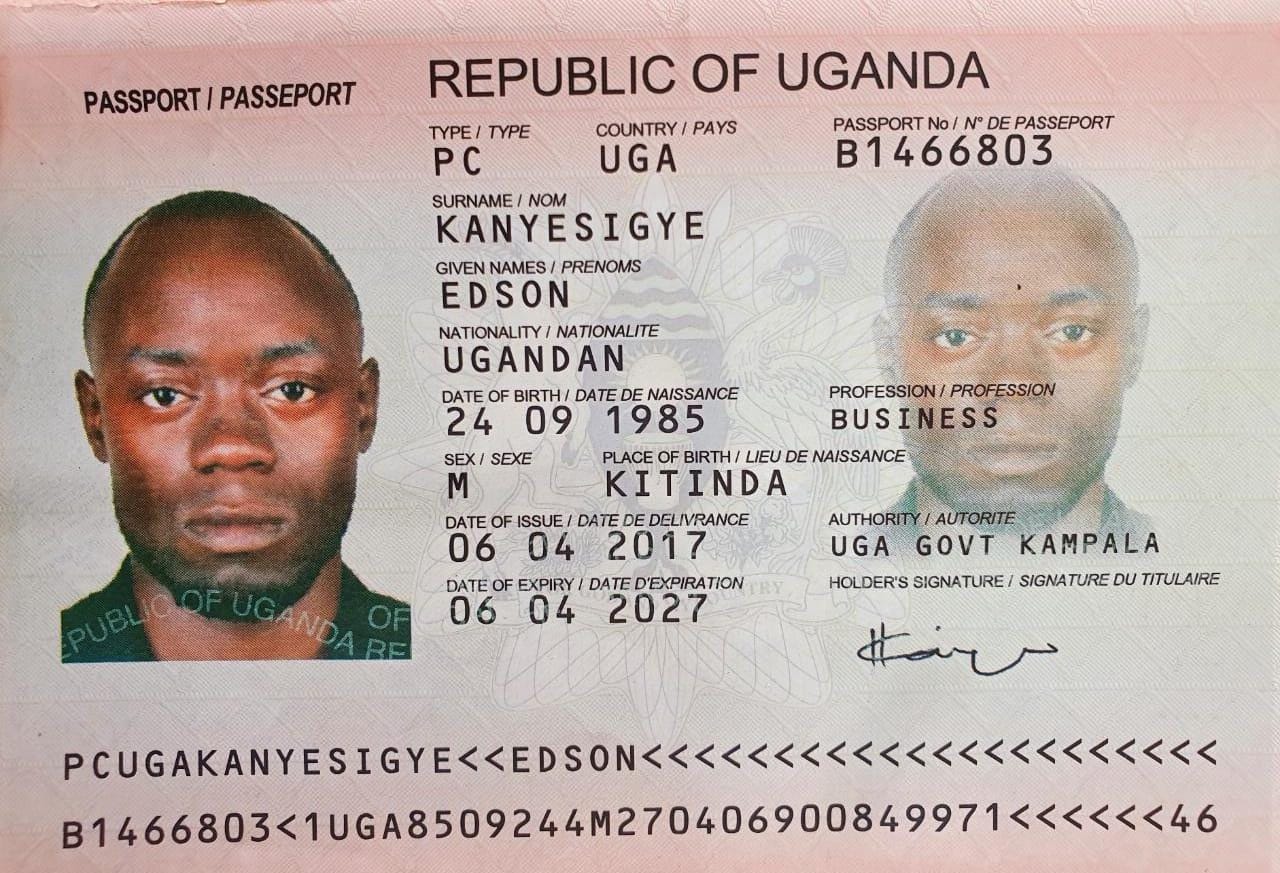 REPUBLIC OF UGANDA
PASSPORT / PASSEPORT
TYPE / TYPE COUNTRY / PAYS PASSPORT No / N° DE PASSEPORT
PC UGA B1466803
SURNAME / NOM
KANYESIGYE
GIVEN NAMES / PRENOMS
EDSON
NATIONALITY / NATIONALITE
UGANDAN
DATE OF BIRTH / DATE DE NAISSANCE PROFESSION / PROFESSION
24 09 1985 BUSINESS
SEX / SEXE PLACE OF BIRTH / LIEU DE NAISSANCE
M KITINDA
DATE OF ISSUE / DATE DE DELIVRANCE AUTHORITY / AUTORITE
06 04 2017 UGA GOVT KAMPALA
DATE OF EXPIRY / DATE D'EXPIRATION HOLDER'S SIGNATURE / SIGNATURE DU TITULAIRE
06 04 2027
EPUBLIC OF UGANDA OF
DA RE
PCUGAKANYESIGYE<<EDSON<<<<<<<<<<<<<<<<<<<<<<
B1466803<1UGA8509244M270406900849971<<<<<<46